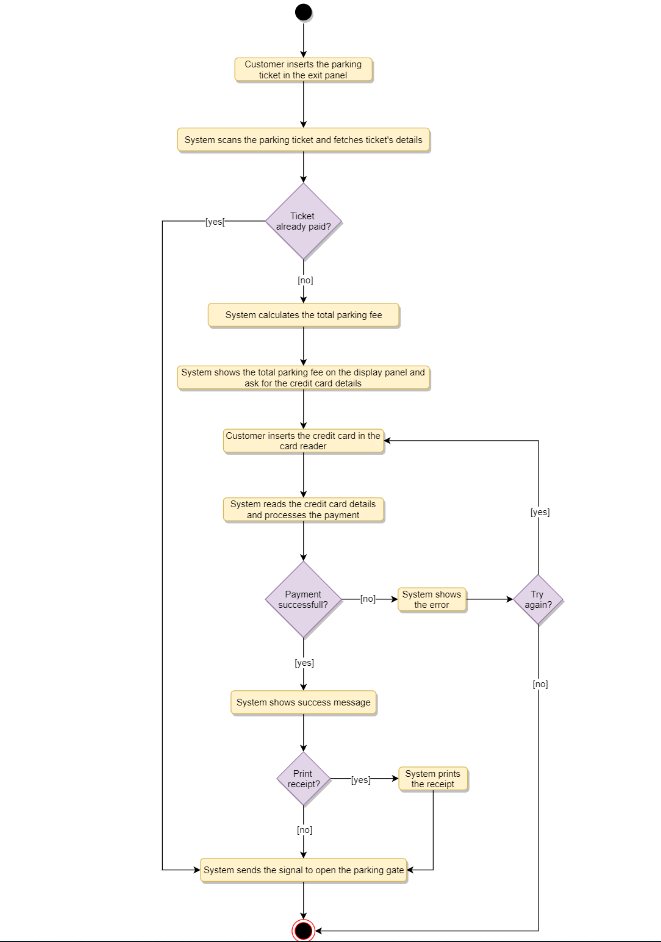 Customer inserts the parking
ticket in the exit panel
System scans the parking ticket and fetches ticket's details
Ticket
already paid?
[yes[
[no]
System calculates the total parking fee
System shows the total parking fee on the display panel and
ask for the credit card details
Customer inserts the credit card in the
card reader
System reads the credit card details
and processes the payment
[yes]
Payment
successfull?
[no]
System shows
the error
Try
again?
[yes]
[no]
System shows success message
Print
receipt?
[yes]
System prints
the receipt
[no]
System sends the signal to open the parking gate